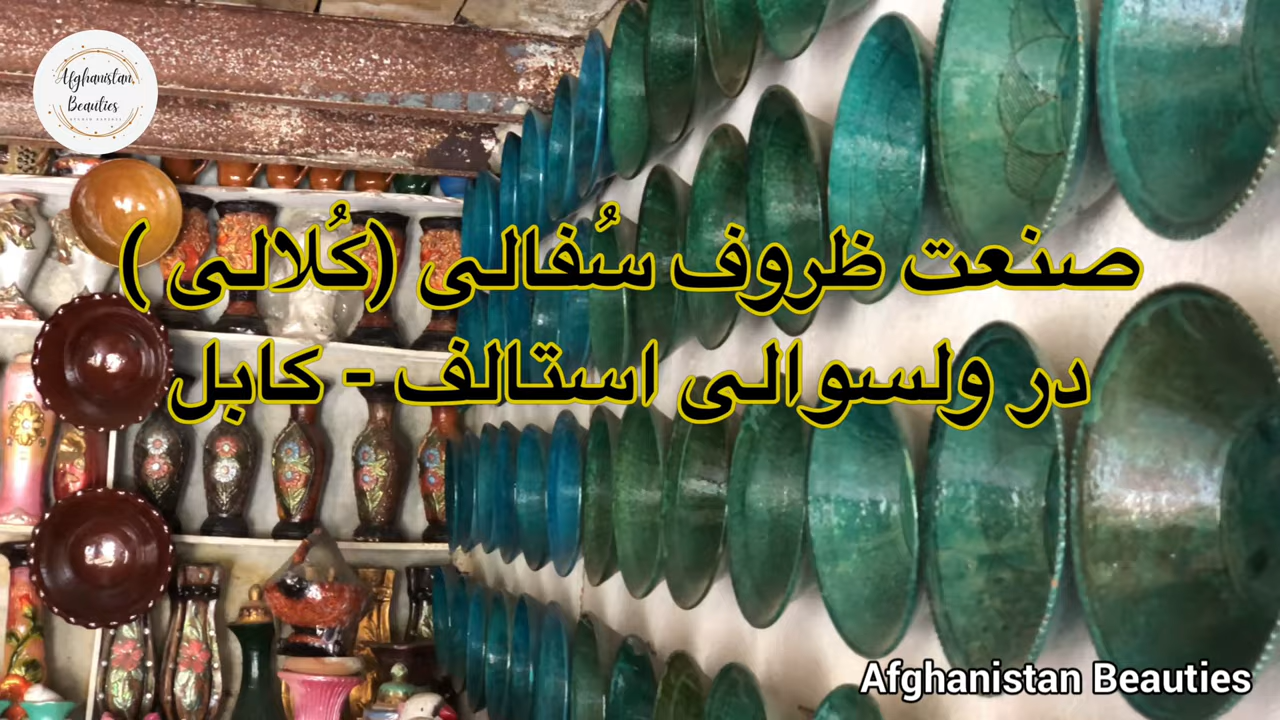 Afghanistan
Beauties
صنعت ظروف سُفالی (کُلالی )
در ولسوالی استالف - کابل
Afghanistan Beauties